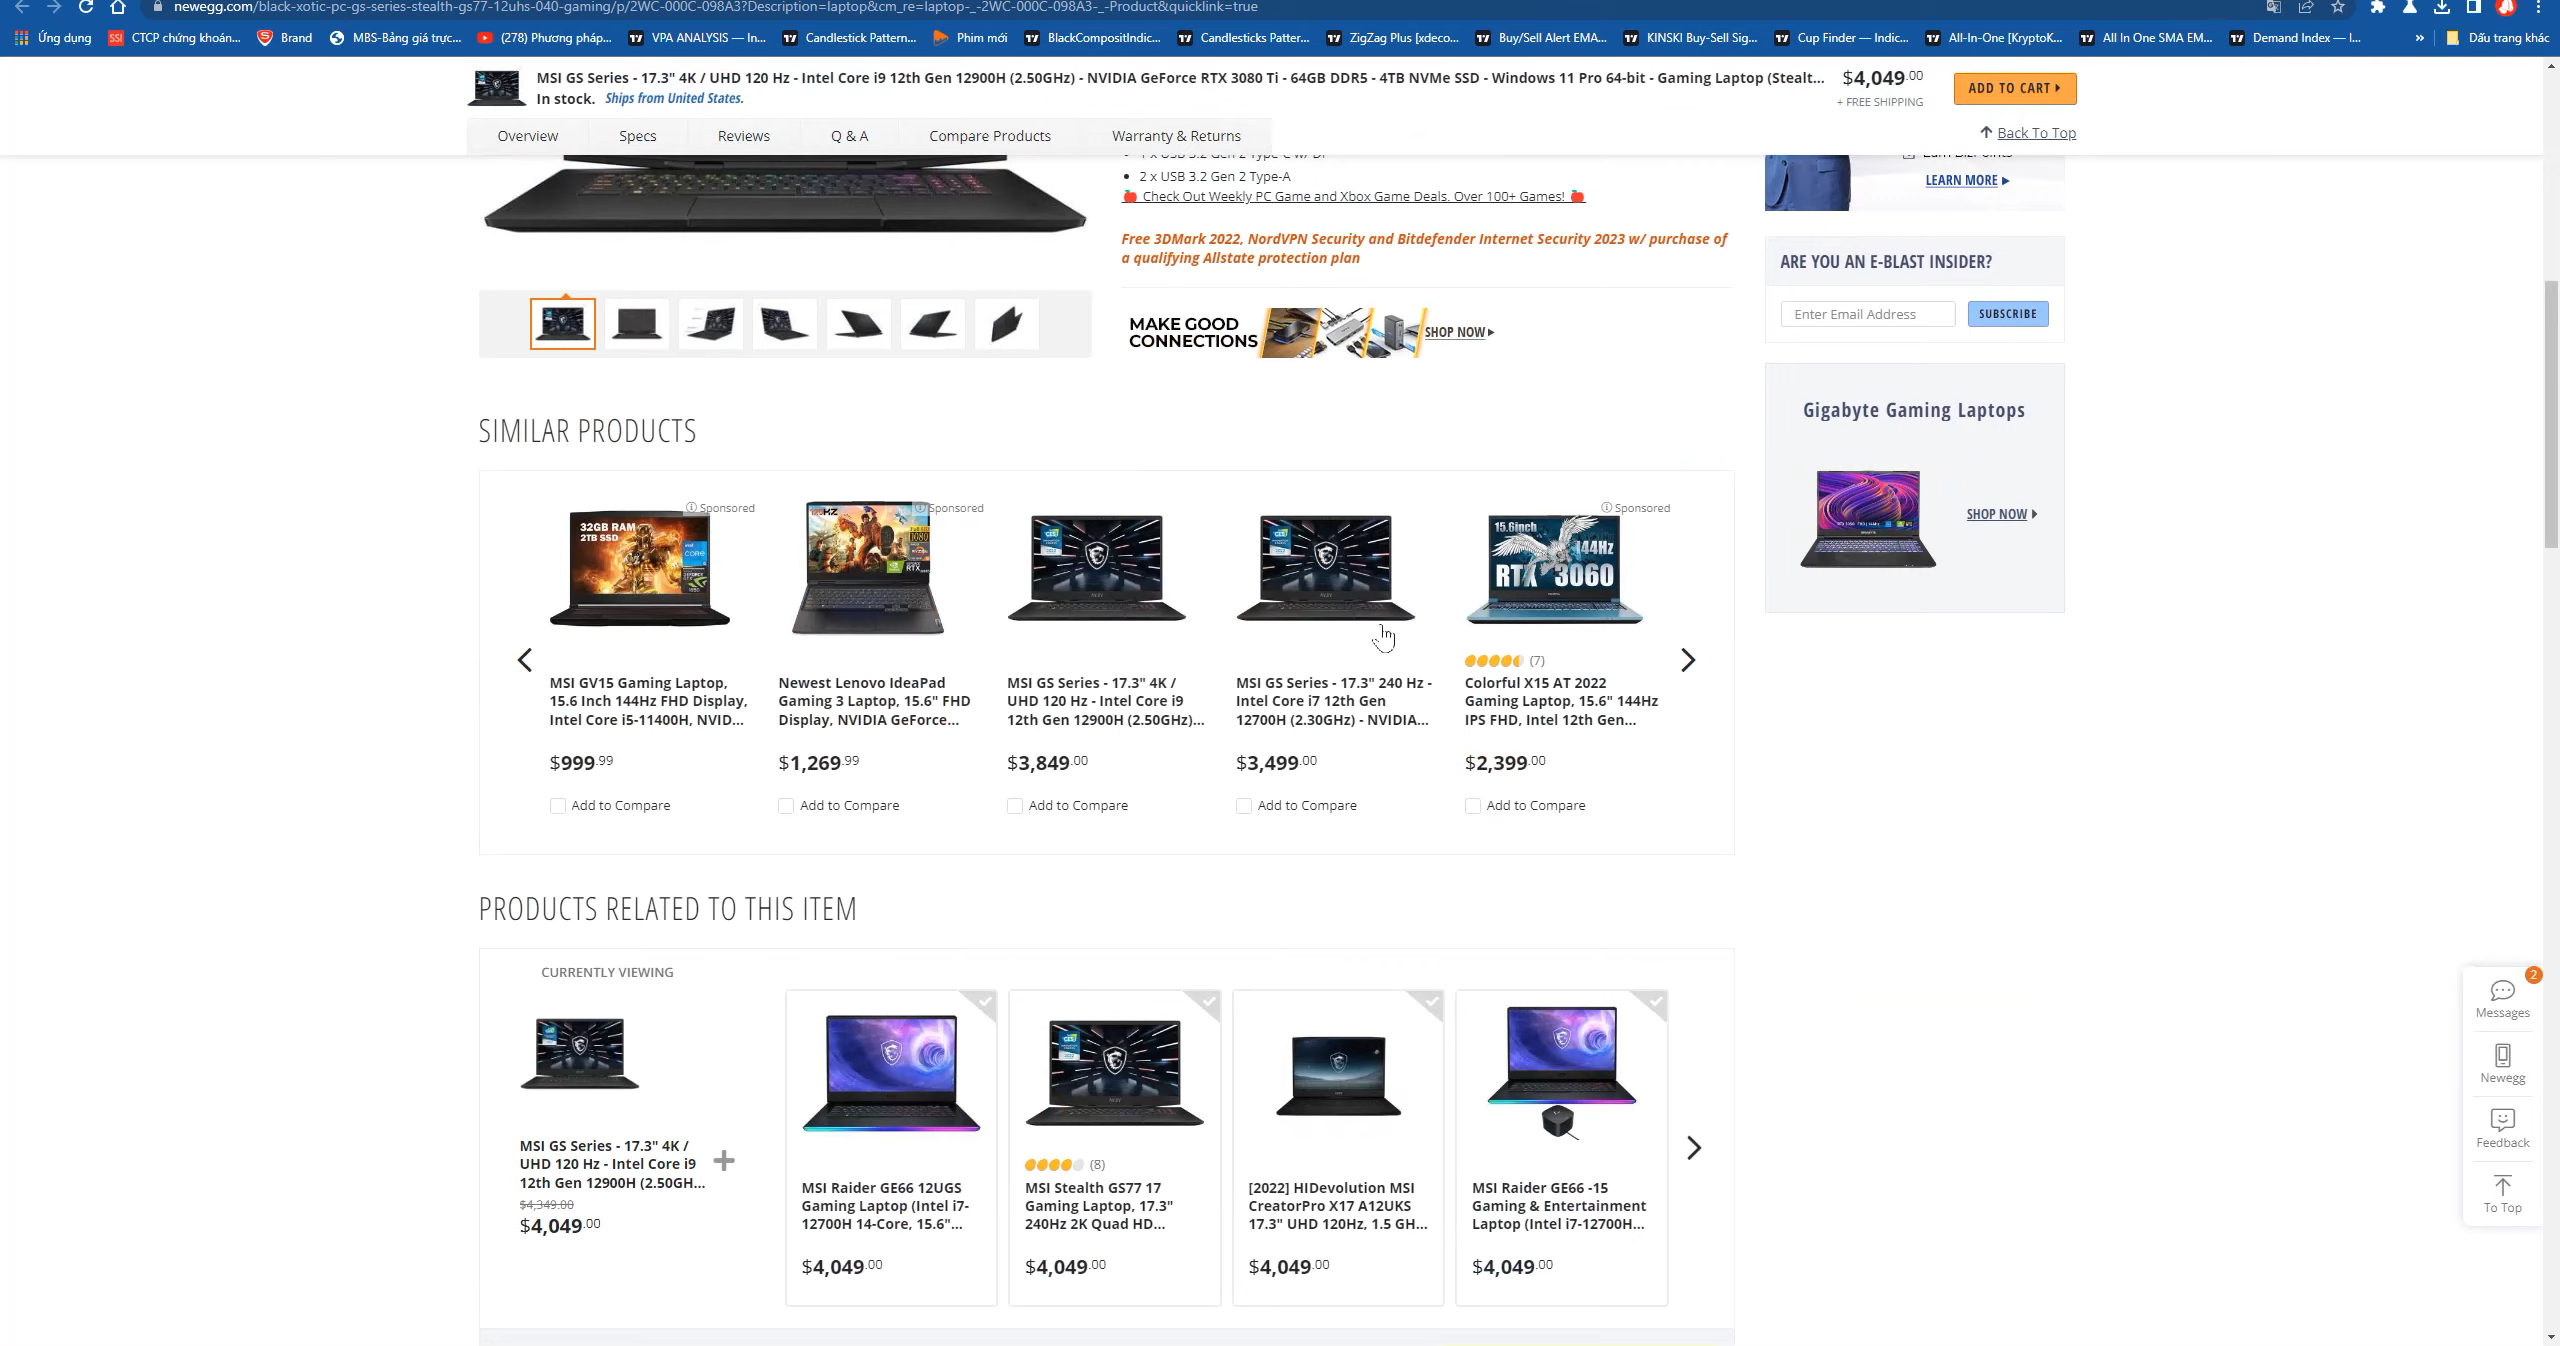 newegg.com/black-xotic-pc-gs-series-stealth-gs77-12uhs-040-gaming/p/2WC-000C-098A3?Description=laptop&cm_re=laptop-_-2WC-000C-098A3-_-Product&quicklink=true
Ứng dụng
CTCP chứng khoán...
Brand
MBS-Bảng giá trực...
(278) Phương pháp...
VPA ANALYSIS — In...
Candlestick Pattern...
Phim mới
BlackCompositIndic...
Candlesticks Patter...
ZigZag Plus [xdeco...
Buy/Sell Alert EMA...
KINSKI Buy-Sell Sig...
Cup Finder — Indic...
All-In-One [KryptoK...
All In One SMA EM...
Demand Index — I...
»
Dấu trang khác
MSI GS Series - 17.3" 4K / UHD 120 Hz - Intel Core i9 12th Gen 12900H (2.50GHz) - NVIDIA GeForce RTX 3080 Ti - 64GB DDR5 - 4TB NVMe SSD - Windows 11 Pro 64-bit - Gaming Laptop (Stealt...
In stock. Ships from United States.
$4,049.00
+ FREE SHIPPING
ADD TO CART
Overview
Specs
Reviews
Q & A
Compare Products
Warranty & Returns
Back To Top
• 2 x USB 3.2 Gen 2 Type-A
Check Out Weekly PC Game and Xbox Game Deals. Over 100+ Games!
Free 3DMark 2022, NordVPN Security and Bitdefender Internet Security 2023 w/ purchase of
a qualifying Allstate protection plan
MAKE GOOD
CONNECTIONS
SHOP NOW
LEARN MORE
ARE YOU AN E-BLAST INSIDER?
Enter Email Address
SUBSCRIBE
Gigabyte Gaming Laptops
SHOP NOW
SIMILAR PRODUCTS
Sponsored
32GB RAM
2TB SSD
MSI GV15 Gaming Laptop,
15.6 Inch 144Hz FHD Display,
Intel Core i5-11400H, NVID...
$999.99
Add to Compare
Sponsored
Newest Lenovo IdeaPad
Gaming 3 Laptop, 15.6" FHD
Display, NVIDIA GeForce...
$1,269.99
Add to Compare
MSI GS Series - 17.3" 4K /
UHD 120 Hz - Intel Core i9
12th Gen 12900H (2.50GHz)...
$3,849.00
Add to Compare
MSI GS Series - 17.3" 240 Hz -
Intel Core i7 12th Gen
12700H (2.30GHz) - NVIDIA...
$3,499.00
Add to Compare
Sponsored
15.6inch
144Hz
RTX 3060
(7)
Colorful X15 AT 2022
Gaming Laptop, 15.6" 144Hz
IPS FHD, Intel 12th Gen...
$2,399.00
Add to Compare
PRODUCTS RELATED TO THIS ITEM
CURRENTLY VIEWING
MSI GS Series - 17.3" 4K /
UHD 120 Hz - Intel Core i9
12th Gen 12900H (2.50GH...
$4,349.00
$4,049.00
MSI Raider GE66 12UGS
Gaming Laptop (Intel i7-
12700H 14-Core, 15.6"...
$4,049.00
(8)
MSI Stealth GS77 17
Gaming Laptop, 17.3"
240Hz 2K Quad HD...
$4,049.00
[2022] HIDevolution MSI
CreatorPro X17 A12UKS
17.3" UHD 120Hz, 1.5 GH...
$4,049.00
MSI Raider GE66 -15
Gaming & Entertainment
Laptop (Intel i7-12700H...
$4,049.00
2
Messages
Newegg
Feedback
To Top